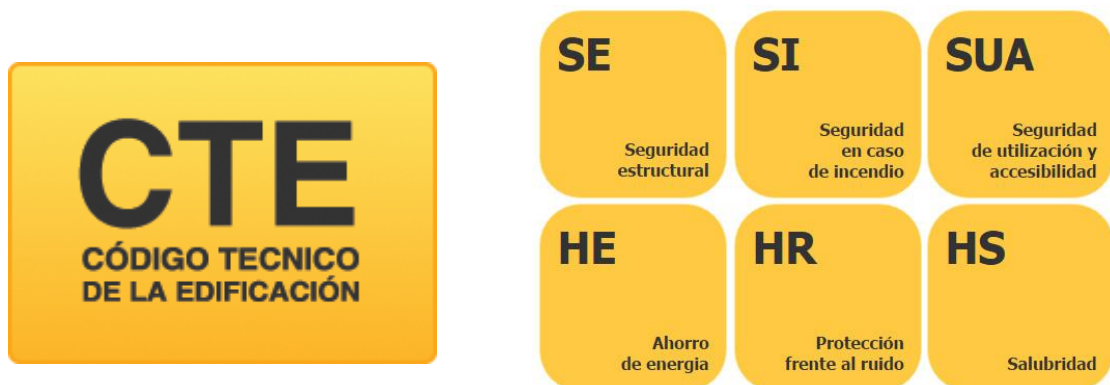 CTE
CÓDIGO TECNICO
DE LA EDIFICACIÓN
SE
Seguridad
estructural
SI
Seguridad
en caso
de incendio
SUA
Seguridad
de utilización y
accesibilidad
HE
Ahorro
de energia
HR
Protección
frente al ruido
HS
Salubridad